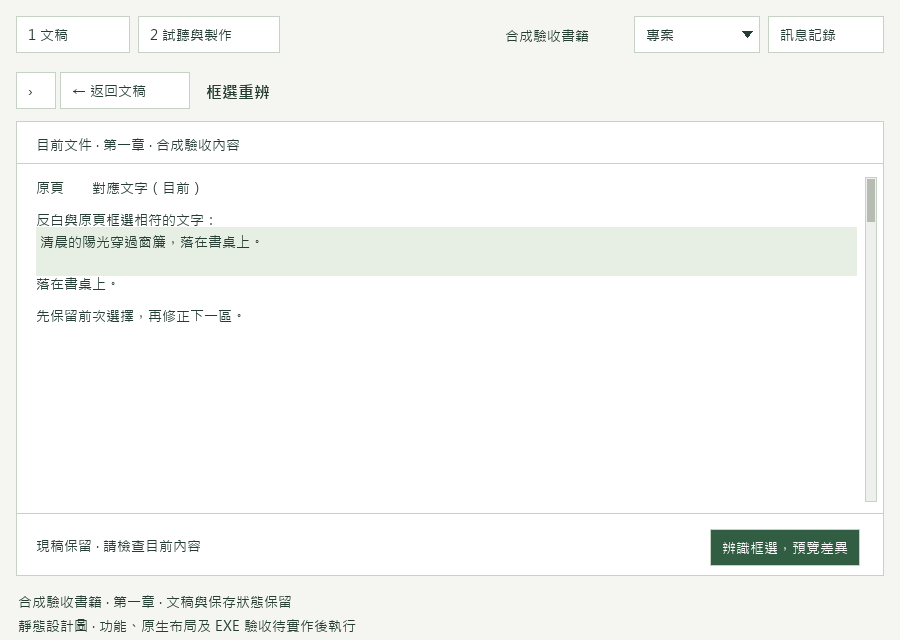 1 文稿
2 試聽與製作
合成驗收書籍
專案
訊息記錄
›
← 返回文稿
框選重辨
目前文件 · 第一章 · 合成驗收內容
原頁 對應文字 ( 目前 )
反白與原頁框選相符的文字：
清晨的陽光穿過窗簾，落在書桌上。
落在書桌上。
先保留前次選擇，再修正下一區。
現稿保留 · 請檢查目前內容
辨識框選，預覽差異
合成驗收書籍 · 第一章 · 文稿與保存狀態保留
靜態設計圖 · 功能、原生布局及 EXE 驗收待實作後執行